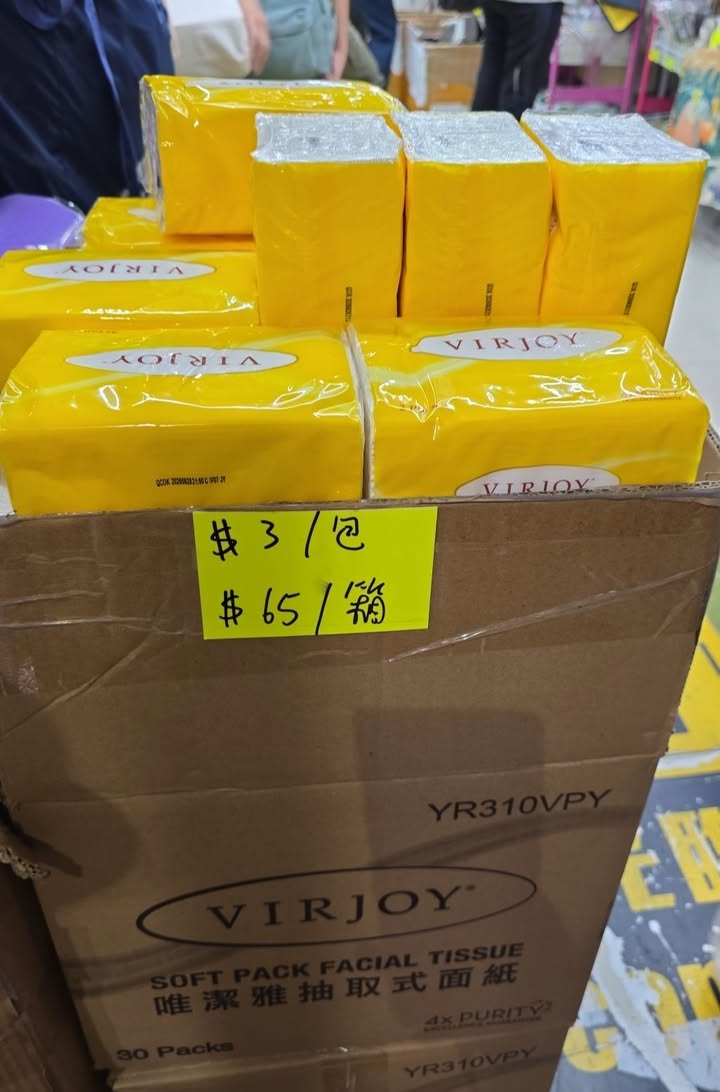 VIRJOY
VIRJOY
VIRJOY
VIRJOY
$3/包
$65/箱
YR310VPY
VIRJOY
SOFT PACK FACIAL TISSUE
唯潔雅抽取式面紙
4x PURITY
30 Packs
YR310VPY